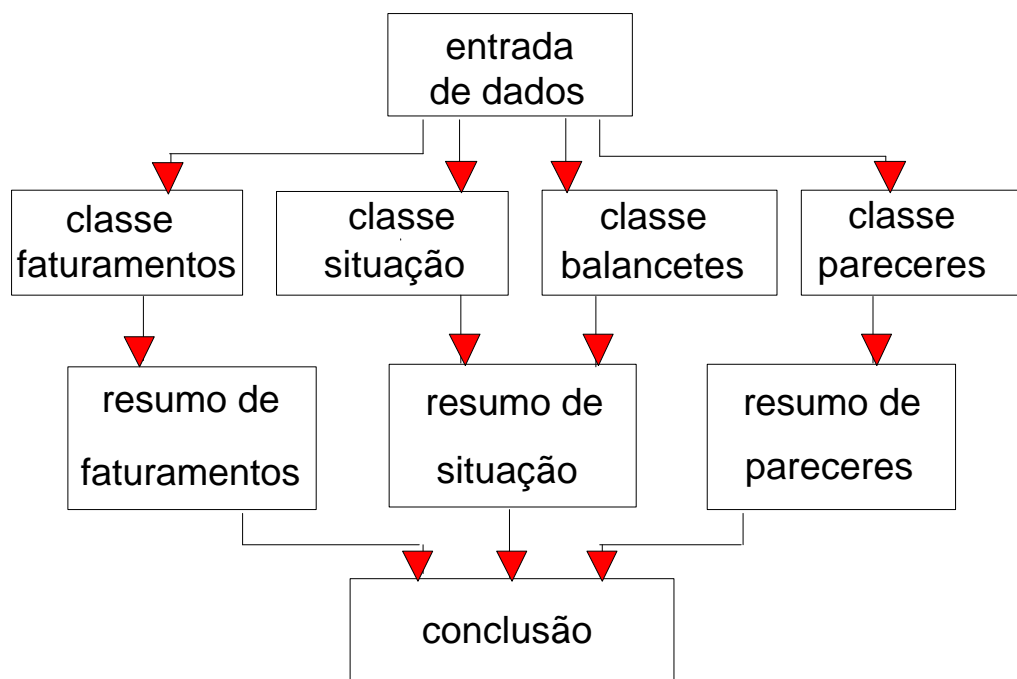 entrada
de dados
classe
faturamentos
classe
situação
classe
balancetes
classe
pareceres
resumo de
faturamentos
resumo de
situação
resumo de
pareceres
conclusão